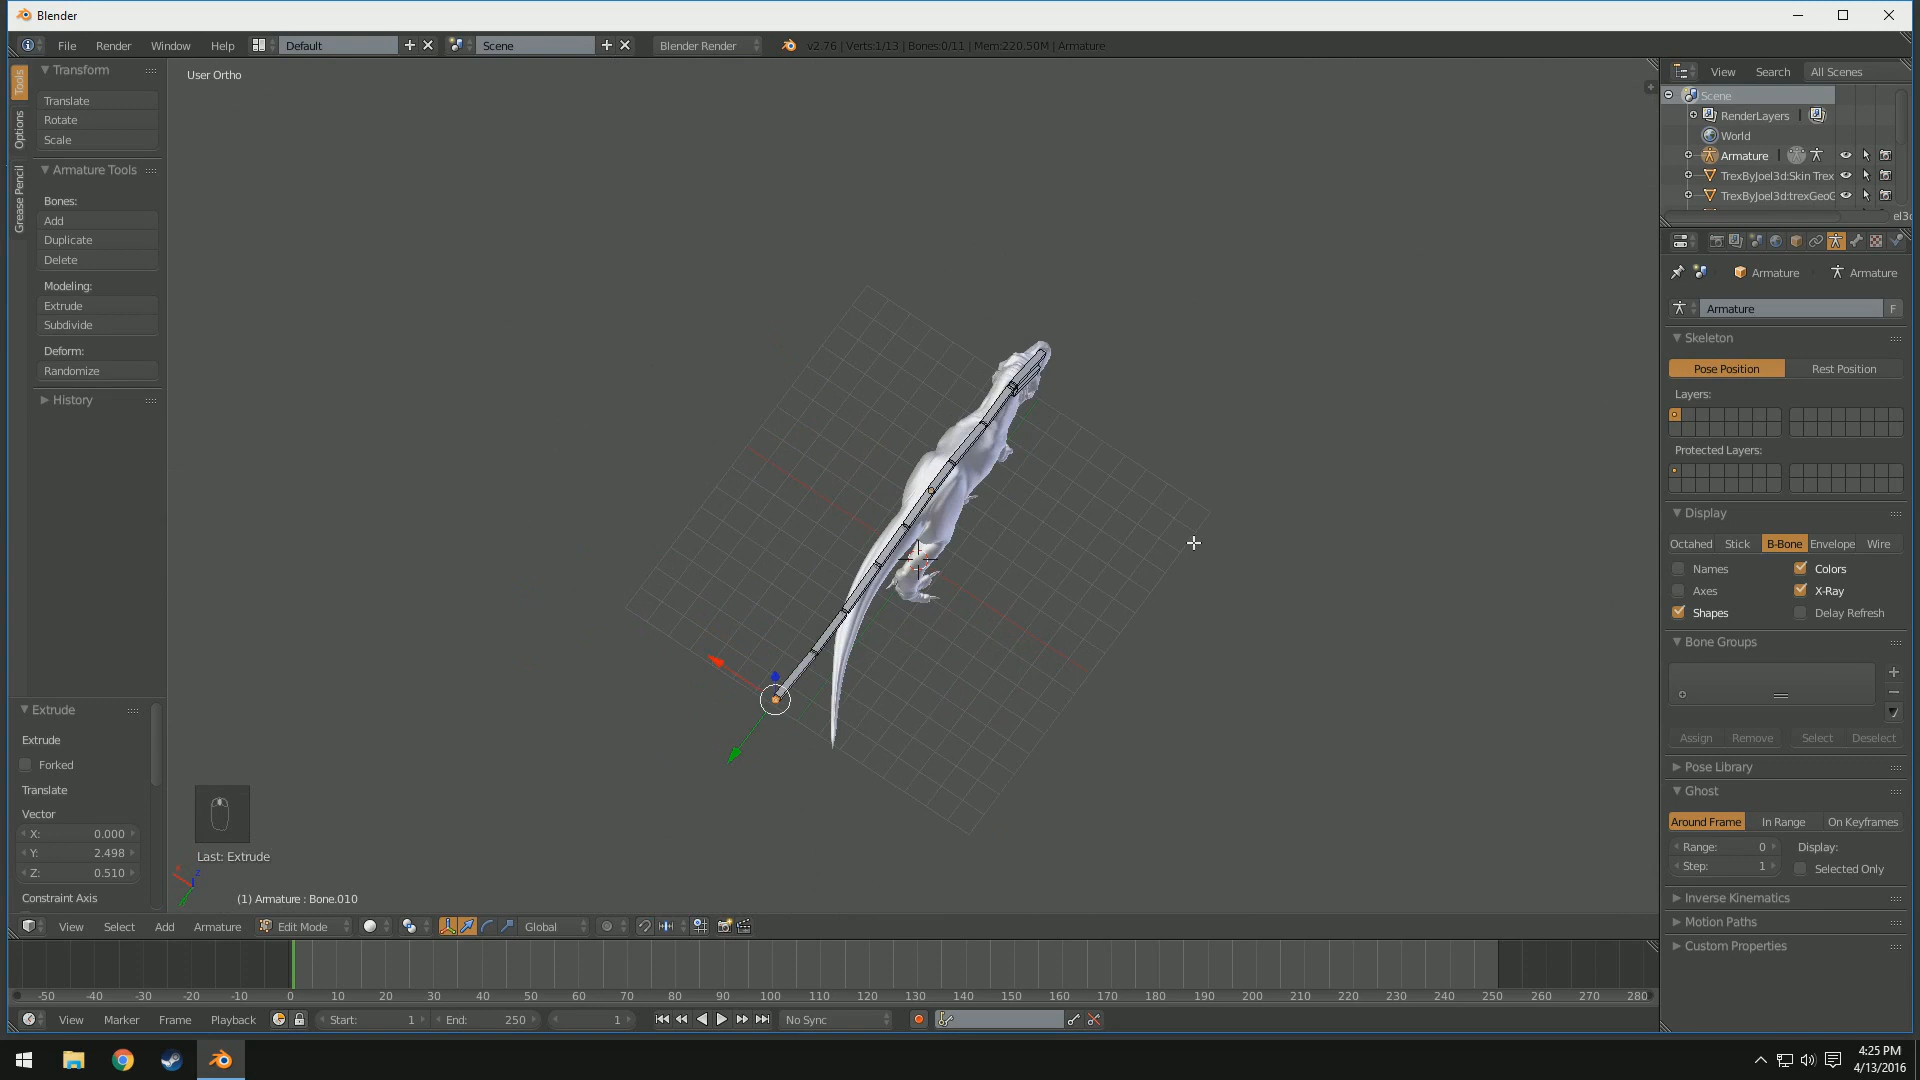 Blender
File Render Window Help Default Scene Blender Render v2.76 | Verts:1/13 | Bones:0/11 | Mem:220.50M | Armature
Transform
User Ortho
View Search All Scenes
Tools
Options
Grease Pencil
Translate
Rotate
Scale
Armature Tools
Bones:
Add
Duplicate
Delete
Modeling:
Extrude
Subdivide
Deform:
Randomize
History
Extrude
Extrude
Forked
Translate
Vector
X: 0.000
Y: 2.498
Z: 0.510
Constraint Axis
Last: Extrude
(1) Armature : Bone.010
Scene
RenderLayers |
World
Armature |
TrexByJoel3d:Skin Trex
TrexByJoel3d:trexGeoG
el3d
Armature Armature
Armature F
Skeleton
Pose Position Rest Position
Layers:
Protected Layers:
Display
Octahed Stick B-Bone Envelope Wire
Names Colors
Axes X-Ray
Shapes Delay Refresh
Bone Groups
Assign Remove Select Deselect
Pose Library
Ghost
Around Frame In Range On Keyframes
Range: 0 Display:
Step: 1 Selected Only
Inverse Kinematics
Motion Paths
Custom Properties
View Select Add Armature Edit Mode Global
-50 -40 -30 -20 -10 0 10 20 30 40 50 60 70 80 90 100 110 120 130 140 150 160 170 180 190 200 210 220 230 240 250 260 270 280
View Marker Frame Playback Start: 1 End: 250 1 No Sync
4:25 PM
4/13/2016